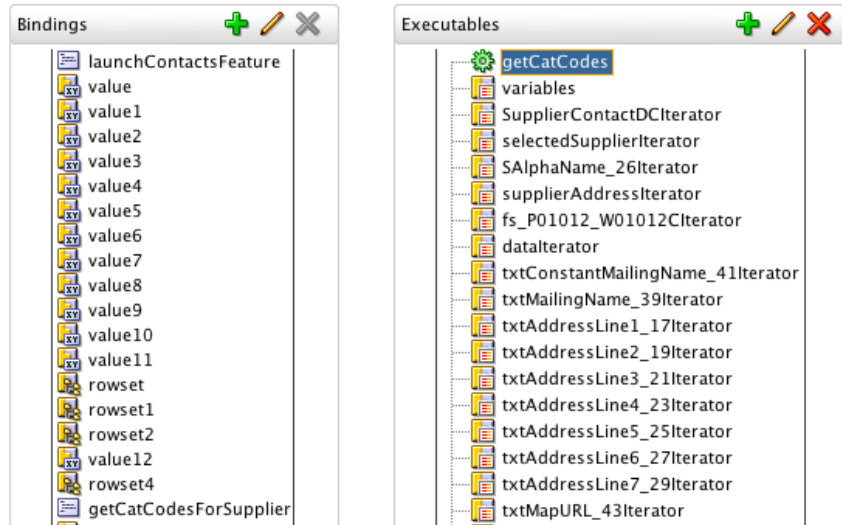 Bindings
launchContactsFeature
value
value1
value2
value3
value4
value5
value6
value7
value8
value9
value10
value11
rowset
rowset1
rowset2
value12
rowset4
getCatCodesForSupplier
Executables
getCatCodes
variables
SupplierContactDCIterator
selectedSupplierIterator
SAlphaName_26Iterator
supplierAddressIterator
fs_P01012_W01012CIterator
dataIterator
txtConstantMailingName_41Iterator
txtMailingName_39Iterator
txtAddressLine1_17Iterator
txtAddressLine2_19Iterator
txtAddressLine3_21Iterator
txtAddressLine4_23Iterator
txtAddressLine5_25Iterator
txtAddressLine6_27Iterator
txtAddressLine7_29Iterator
txtMapURL_43Iterator